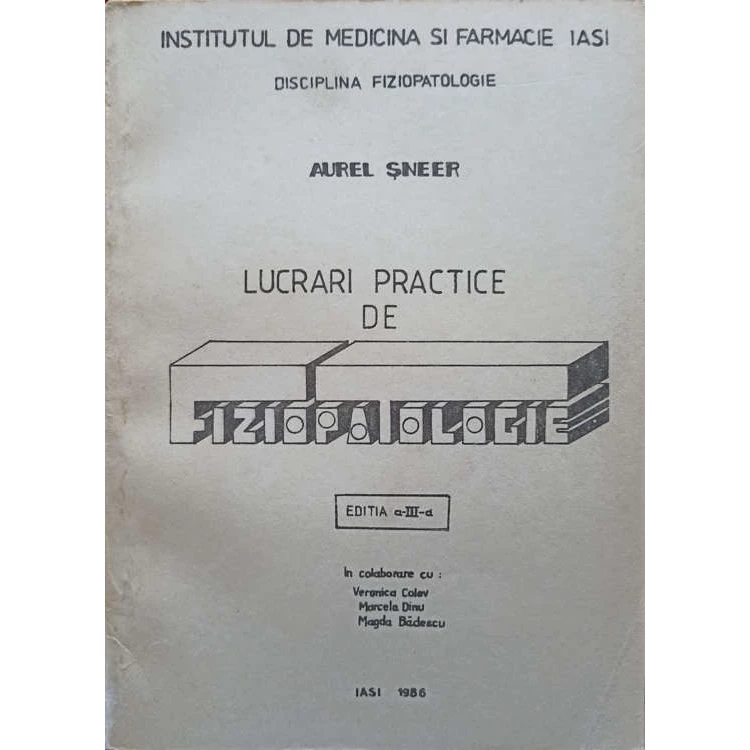 INSTITUTUL DE MEDICINA SI FARMACIE IASI
DISCIPLINA FIZIOPATOLOGIE
AUREL ŞNEER
LUCRARI PRACTICE
DE
FIZIOPATOLOGIE
EDITIA a-III-a
In colaborare cu :
Veronica Colev
Marcela Dinu
Magda Bădescu
IASI 1986